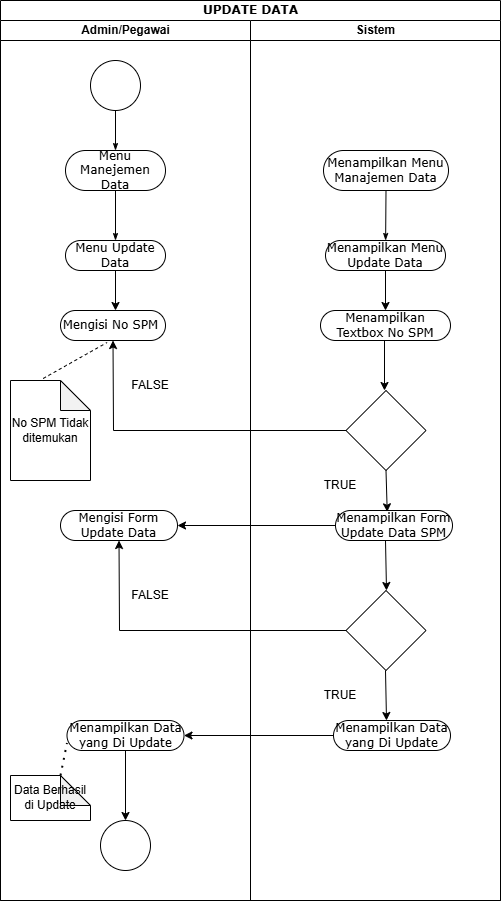 UPDATE DATA
Admin/Pegawai
Sistem
Menu
Manejemen
Data
Menampilkan Menu
Manajemen Data
Menu Update
Data
Menampilkan Menu
Update Data
Mengisi No SPM
Menampilkan
Textbox No SPM
FALSE
No SPM Tidak
ditemukan
TRUE
Mengisi Form
Update Data
Menampilkan Form
Update Data SPM
FALSE
TRUE
Menampilkan Data
yang Di Update
Menampilkan Data
yang Di Update
Data Berhasil
di Update